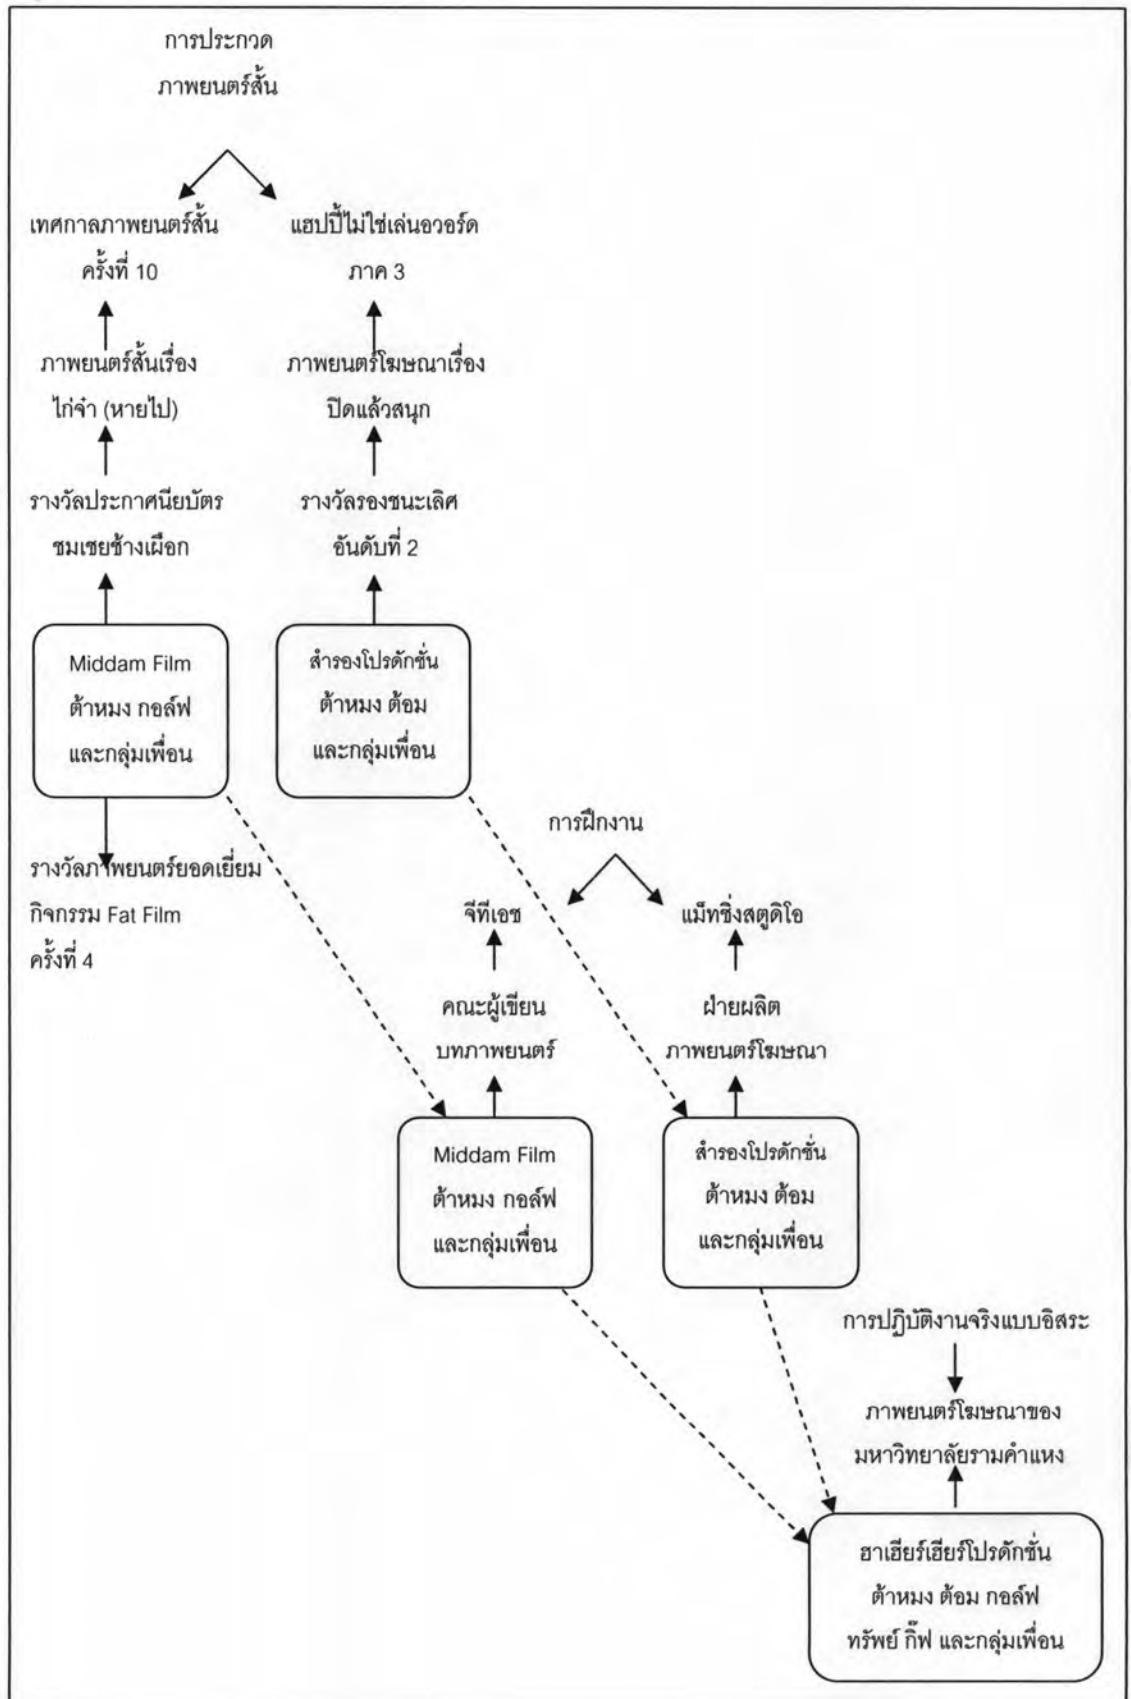 การประกวด
ภาพยนตร์สั้น
เทศกาลภาพยนตร์สั้น
ครั้งที่ 10
แฮปปี้ไม่ใช่เล่นอวอร์ด
ภาค 3
ภาพยนตร์สั้นเรื่อง
ไก่จ๋า (หายไป)
ภาพยนตร์โฆษณาเรื่อง
ปิดแล้วสนุก
รางวัลประกาศนียบัตร
ชมเชยช้างเผือก
รางวัลรองชนะเลิศ
อันดับที่ 2
Middam Film
ต้าหมง กอล์ฟ
และกลุ่มเพื่อน
สำรองโปรดักชั่น
ต้าหมง ต้อม
และกลุ่มเพื่อน
รางวัลภาพยนตร์ยอดเยี่ยม
กิจกรรม Fat Film
ครั้งที่ 4
การฝึกงาน
จีทีเอช
แม็ทชิ่งสตูดิโอ
คณะผู้เขียน
บทภาพยนตร์
ฝ่ายผลิต
ภาพยนตร์โฆษณา
Middam Film
ต้าหมง กอล์ฟ
และกลุ่มเพื่อน
สำรองโปรดักชั่น
ต้าหมง ต้อม
และกลุ่มเพื่อน
การปฏิบัติงานจริงแบบอิสระ
ภาพยนตร์โฆษณาของ
มหาวิทยาลัยรามคำแหง
ฮาเฮียร์เฮียร์โปรดักชั่น
ต้าหมง ต้อม กอล์ฟ
ทรัพย์ กิ๊ฟ และกลุ่มเพื่อน